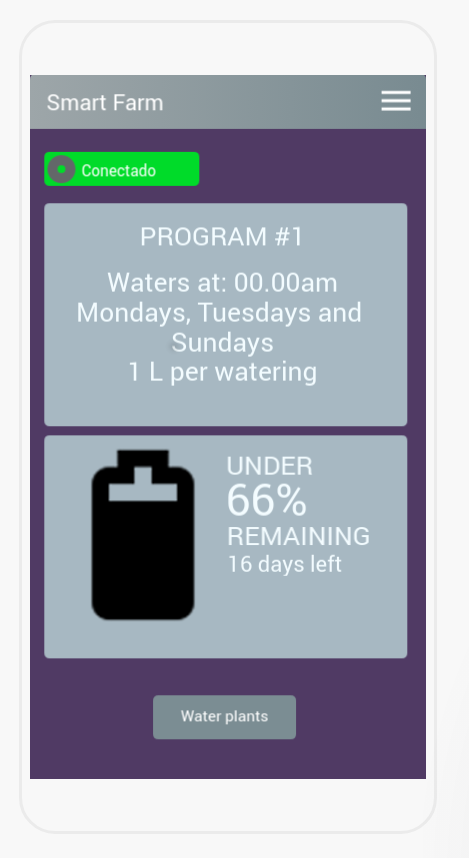 Smart Farm
Conectado
PROGRAM #1
Waters at: 00.00am
Mondays, Tuesdays and
Sundays
1 L per watering
UNDER
66%
REMAINING
16 days left
Water plants